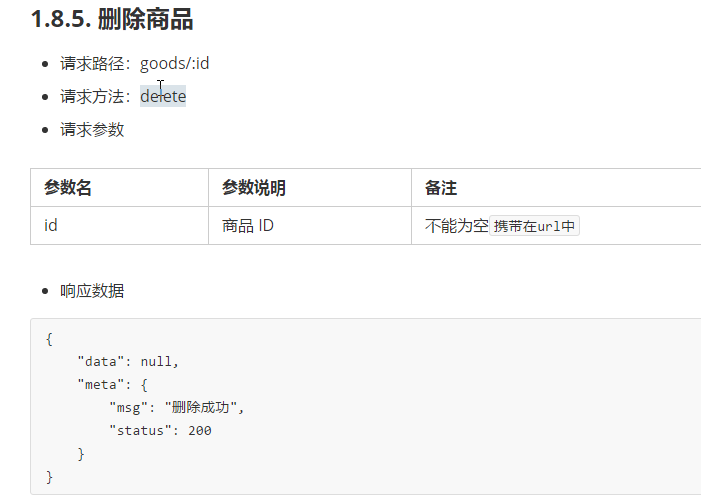 1.8.5. 删除商品
请求路径：goods/:id
请求方法：delete
请求参数
参数名 参数说明 备注
id 商品 ID 不能为空携带在url中
响应数据
{
    "data": null,
    "meta": {
        "msg": "删除成功",
        "status": 200
    }
}